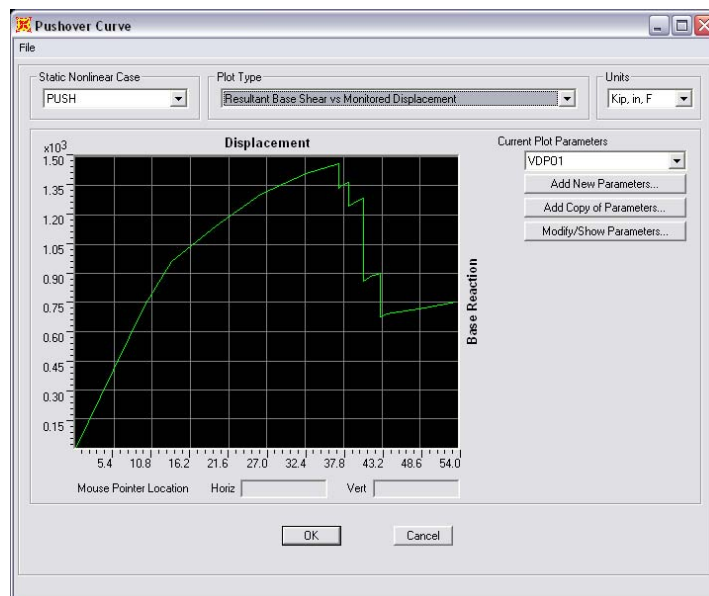 Pushover Curve
File
Static Nonlinear Case
PUSH
Plot Type
Resultant Base Shear vs Monitored Displacement
Units
Kip, in, F
Displacement
x10³
1.50
1.35
1.20
1.05
0.90
0.75
0.60
0.45
0.30
0.15
5.4 10.8 16.2 21.6 27.0 32.4 37.8 43.2 48.6 54.0
Base Reaction
Mouse Pointer Location Horiz Vert
Current Plot Parameters
VDPO1
Add New Parameters...
Add Copy of Parameters...
Modify/Show Parameters...
OK Cancel